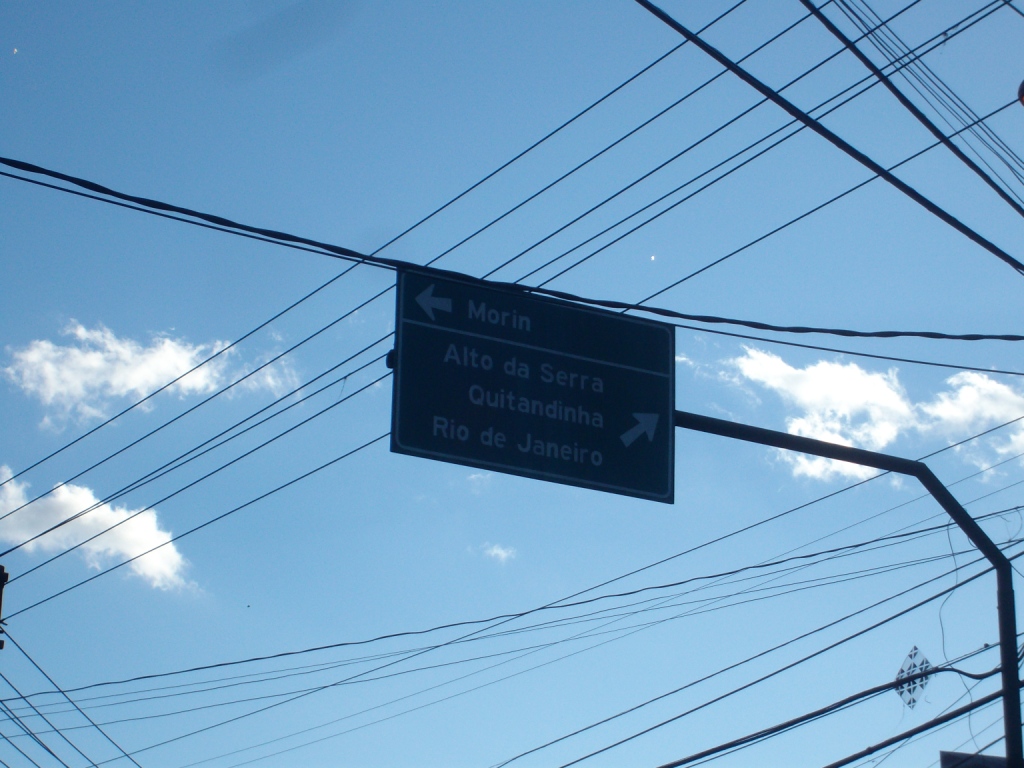 Morin
Alto da Serra
Quitandinha
Rio de Janeiro